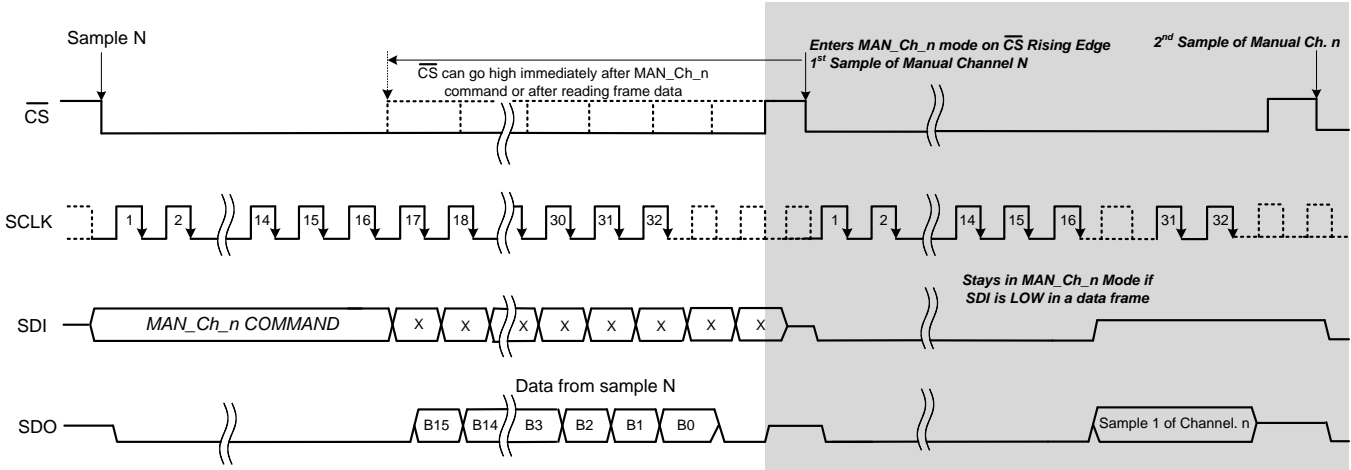 Sample N
Enters MAN_Ch_n mode on CS Rising Edge
1st Sample of Manual Channel N
2nd Sample of Manual Ch. n
CS can go high immediately after MAN_Ch_n
command or after reading frame data
CS
SCLK
1 2 14 15 16 17 18 30 31 32 1 2 14 15 16 31 32
Stays in MAN_Ch_n Mode if
SDI is LOW in a data frame
SDI
MAN_Ch_n COMMAND X X X X X X X X
Data from sample N
SDO
B15 B14 B3 B2 B1 B0 Sample 1 of Channel. n